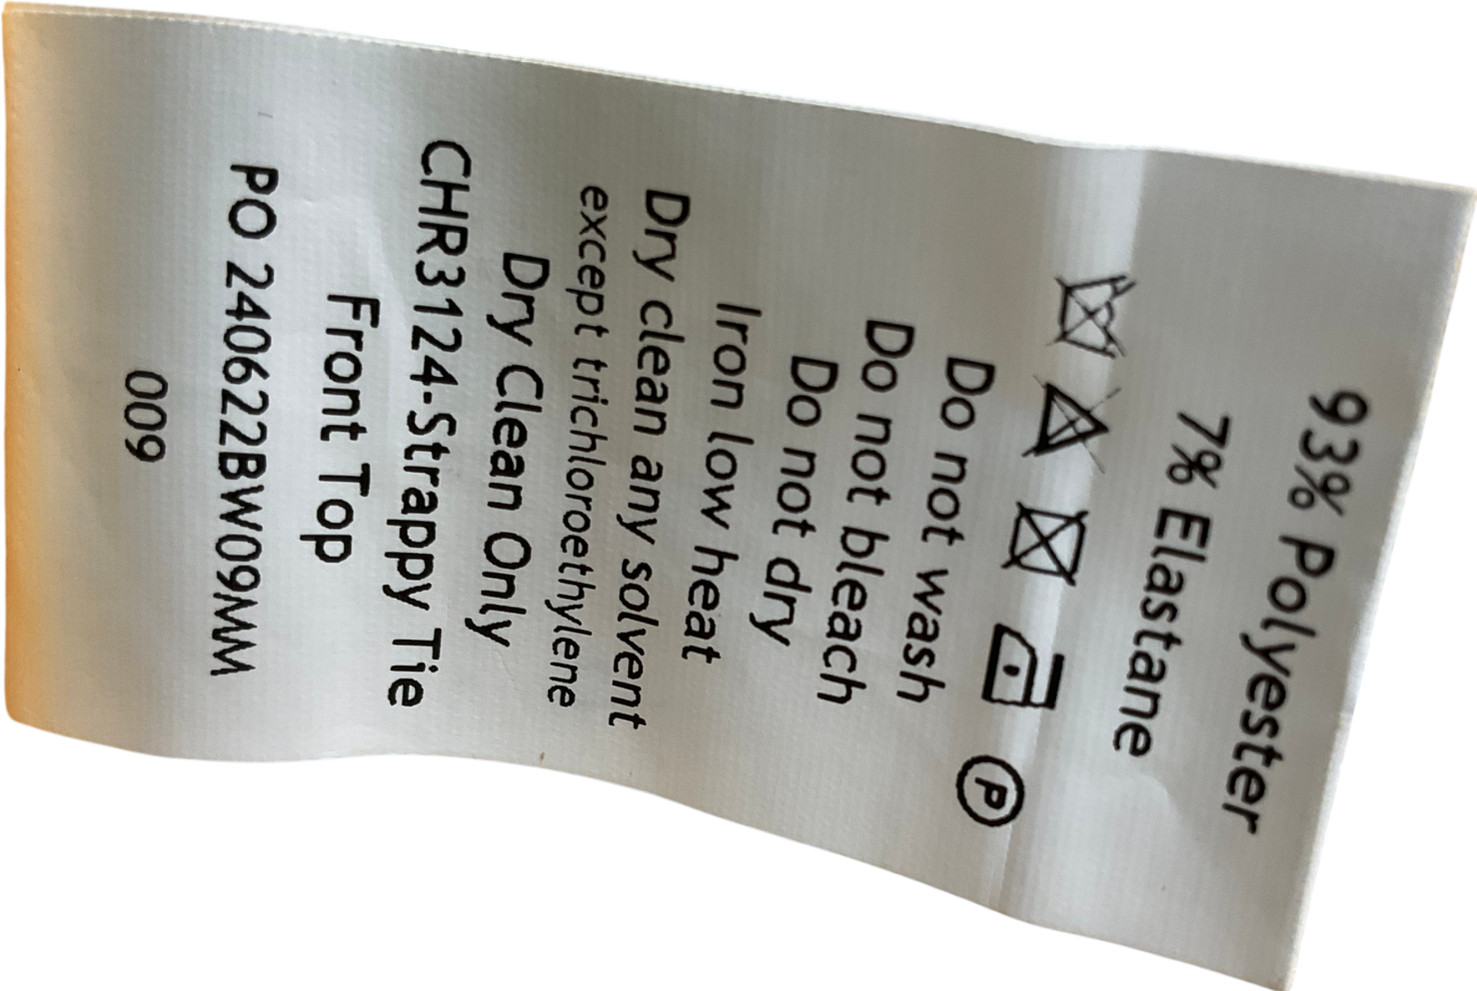 93% Polyester
7% Elastane
P
Do not wash
Do not bleach
Do not dry
Iron low heat
Dry clean any solvent
except trichloroethylene
Dry Clean Only
CHR3124-Strappy Tie
Front Top
PO 240622BW09MM
009